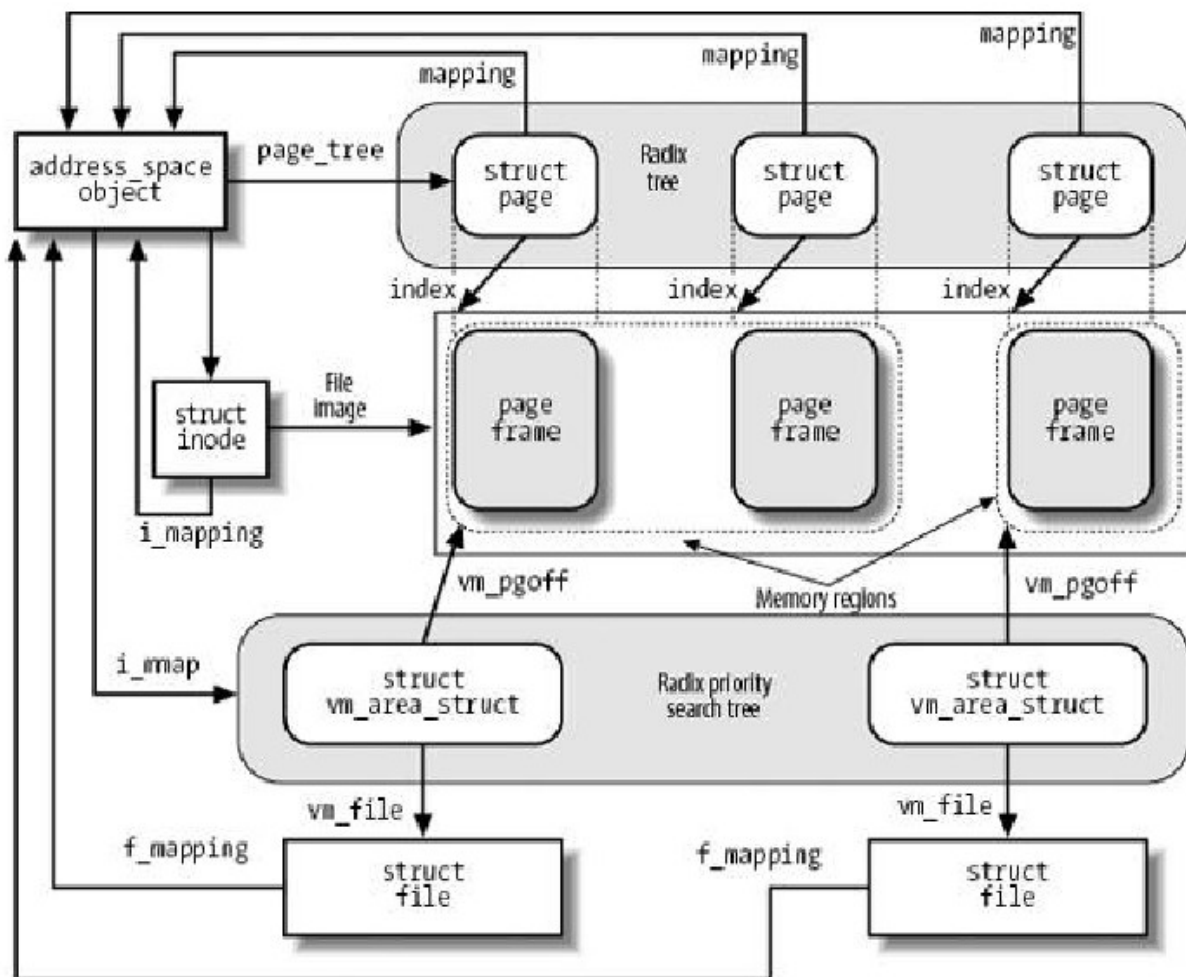 mapping
mapping
mapping
address_space
object
page_tree
struct
page
Radix
tree
struct
page
struct
page
index
index
index
struct
inode
File
image
page
frame
page
frame
page
frame
i_mapping
vm_pgoff
Memory regions
vm_pgoff
i_mmap
struct
vm_area_struct
Radix priority
search tree
struct
vm_area_struct
vm_file
vm_file
f_mapping
f_mapping
struct
file
struct
file